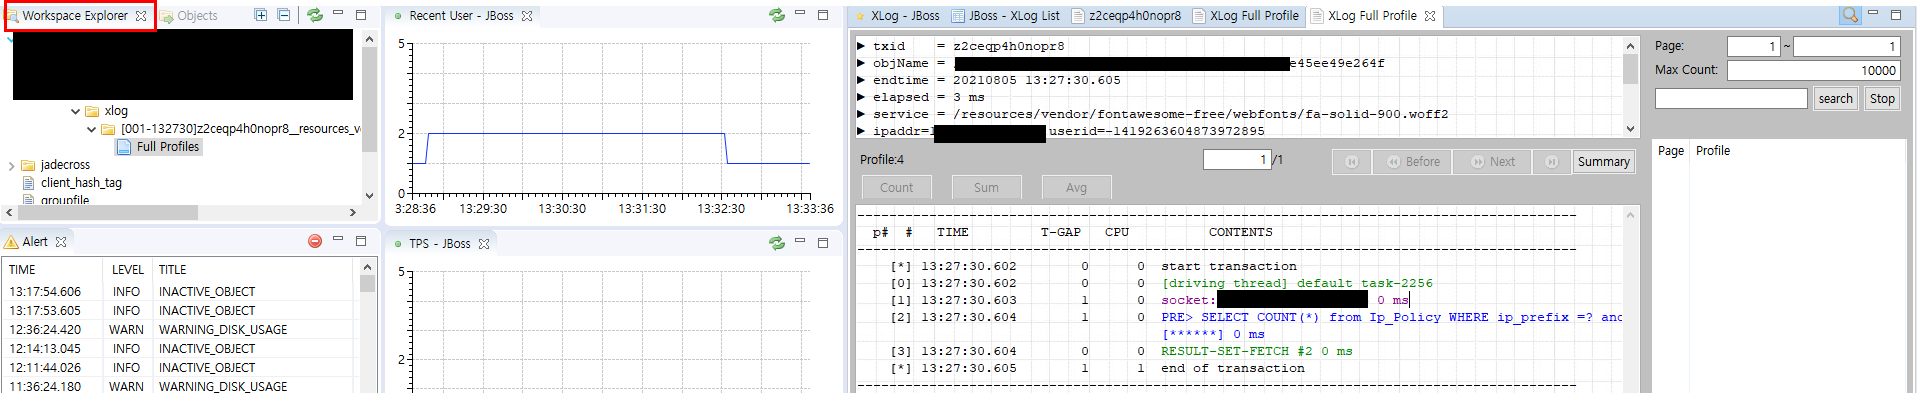 Workspace Explorer
Objects
xlog
[001-132730]z2ceqp4h0nopr8__resources_v
Full Profiles
jadecross
client_hash_tag
groupfile
Alert
TIME LEVEL TITLE
13:17:54.606 INFO INACTIVE_OBJECT
13:17:53.605 INFO INACTIVE_OBJECT
12:36:24.420 WARN WARNING_DISK_USAGE
12:14:13.045 INFO INACTIVE_OBJECT
12:11:44.026 INFO INACTIVE_OBJECT
11:36:24.180 WARN WARNING_DISK_USAGE
Recent User - JBoss
5
2
0
3:28:36 13:29:30 13:30:30 13:31:30 13:32:30 13:33:36
TPS - JBoss
5
2
XLog - JBoss
JBoss - XLog List
z2ceqp4h0nopr8
XLog Full Profile
XLog Full Profile
▶ txid = z2ceqp4h0nopr8
▶ objName = e45ee49e264f
▶ endtime = 20210805 13:27:30.605
▶ elapsed = 3 ms
▶ service = /resources/vendor/fontawesome-free/webfonts/fa-solid-900.woff2
▶ ipaddr=1 userid=-1419263604873972895
Profile:4
1 /1
Before
Next
Summary
Count
Sum
Avg
p# # TIME T-GAP CPU CONTENTS
[*] 13:27:30.602 0 0 start transaction
[0] 13:27:30.602 0 0 [driving thread] default task-2256
[1] 13:27:30.603 1 0 socket: 0 ms
[2] 13:27:30.604 1 0 PRE> SELECT COUNT(*) from Ip_Policy WHERE ip_prefix =? and
[******] 0 ms
[3] 13:27:30.604 0 0 RESULT-SET-FETCH #2 0 ms
[*] 13:27:30.605 1 1 end of transaction
Page: 1 ~ 1
Max Count: 10000
search
Stop
Page Profile